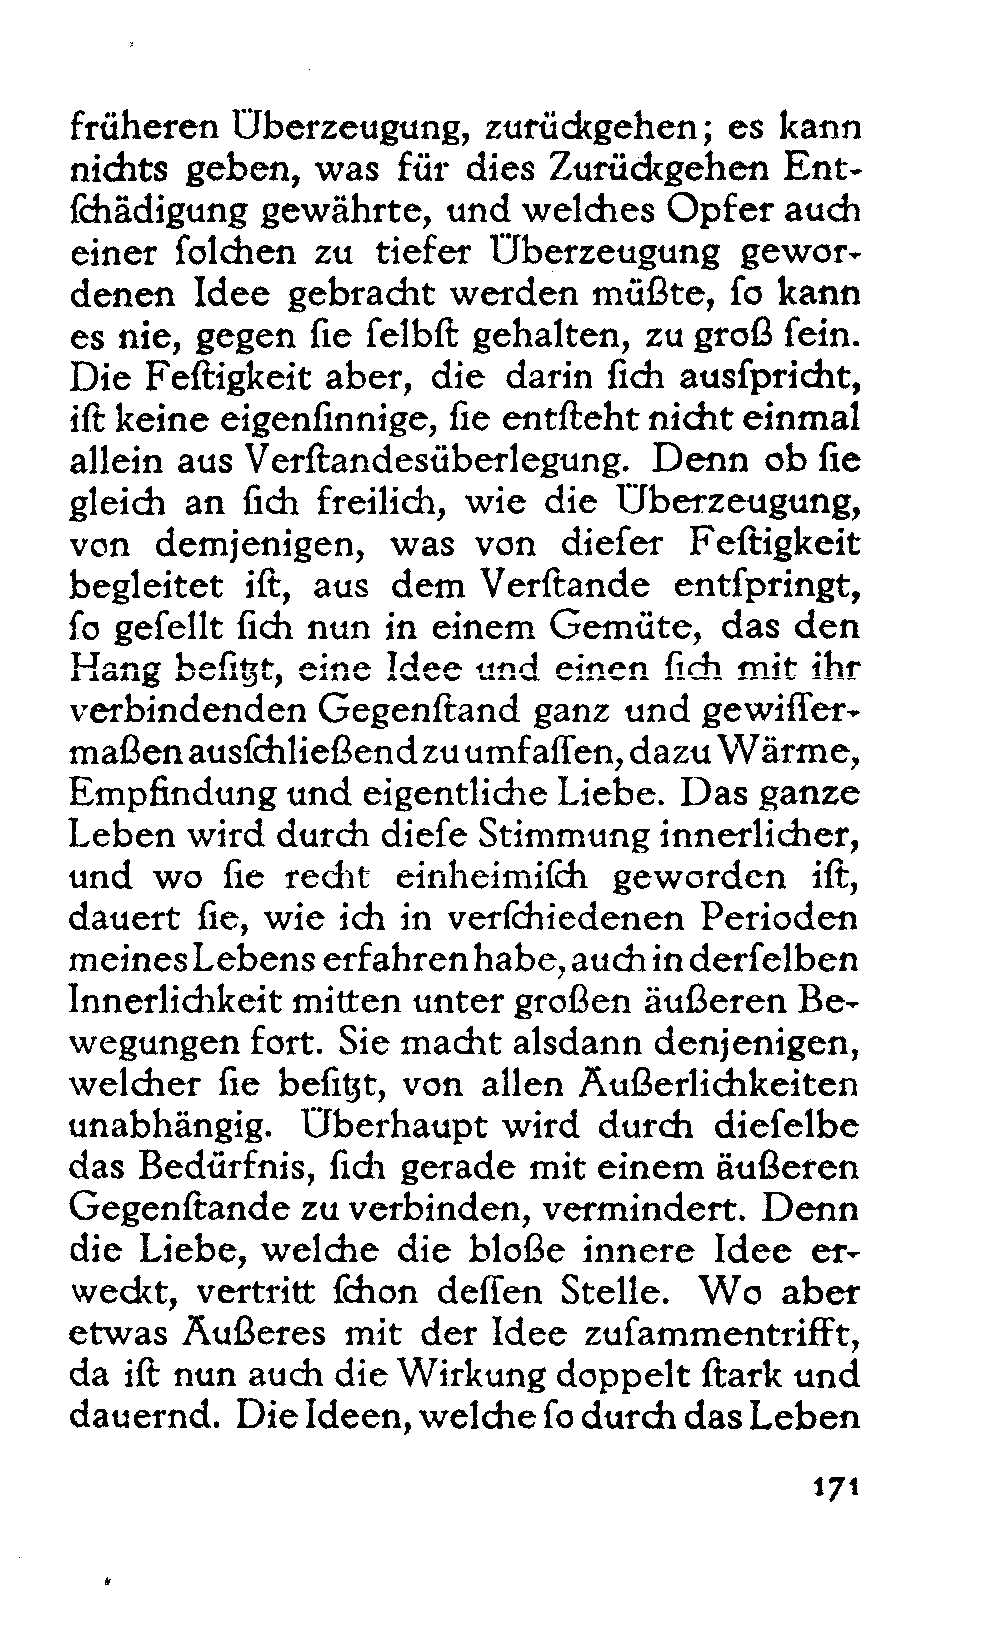 früheren Überzeugung, zurückgehen; es kann
nichts geben, was für dies Zurückgehen Ent-
ſchädigung gewährte, und welches Opfer auch
einer ſolchen zu tiefer Überzeugung gewor-
denen Idee gebracht werden müßte, ſo kann
es nie, gegen ſie ſelbſt gehalten, zu groß ſein.
Die Feſtigkeit aber, die darin ſich ausſpricht,
iſt keine eigenſinnige, ſie entſteht nicht einmal
allein aus Verſtandesüberlegung. Denn ob ſie
gleich an ſich freilich, wie die Überzeugung,
von demjenigen, was von dieſer Feſtigkeit
begleitet iſt, aus dem Verſtande entſpringt,
ſo geſellt ſich nun in einem Gemüte, das den
Hang beſitzt, eine Idee und einen ſich mit ihr
verbindenden Gegenſtand ganz und gewiſſer-
maßen ausſchließend zu umfaſſen, dazu Wärme,
Empfindung und eigentliche Liebe. Das ganze
Leben wird durch dieſe Stimmung innerlicher,
und wo ſie recht einheimiſch geworden iſt,
dauert ſie, wie ich in verſchiedenen Perioden
meines Lebens erfahren habe, auch in derſelben
Innerlichkeit mitten unter großen äußeren Be-
wegungen fort. Sie macht alsdann denjenigen,
welcher ſie beſitzt, von allen Äußerlichkeiten
unabhängig. Überhaupt wird durch dieſelbe
das Bedürfnis, ſich gerade mit einem äußeren
Gegenſtande zu verbinden, vermindert. Denn
die Liebe, welche die bloße innere Idee er-
weckt, vertritt ſchon deſſen Stelle. Wo aber
etwas Äußeres mit der Idee zuſammentrifft,
da iſt nun auch die Wirkung doppelt ſtark und
dauernd. Die Ideen, welche ſo durch das Leben
171